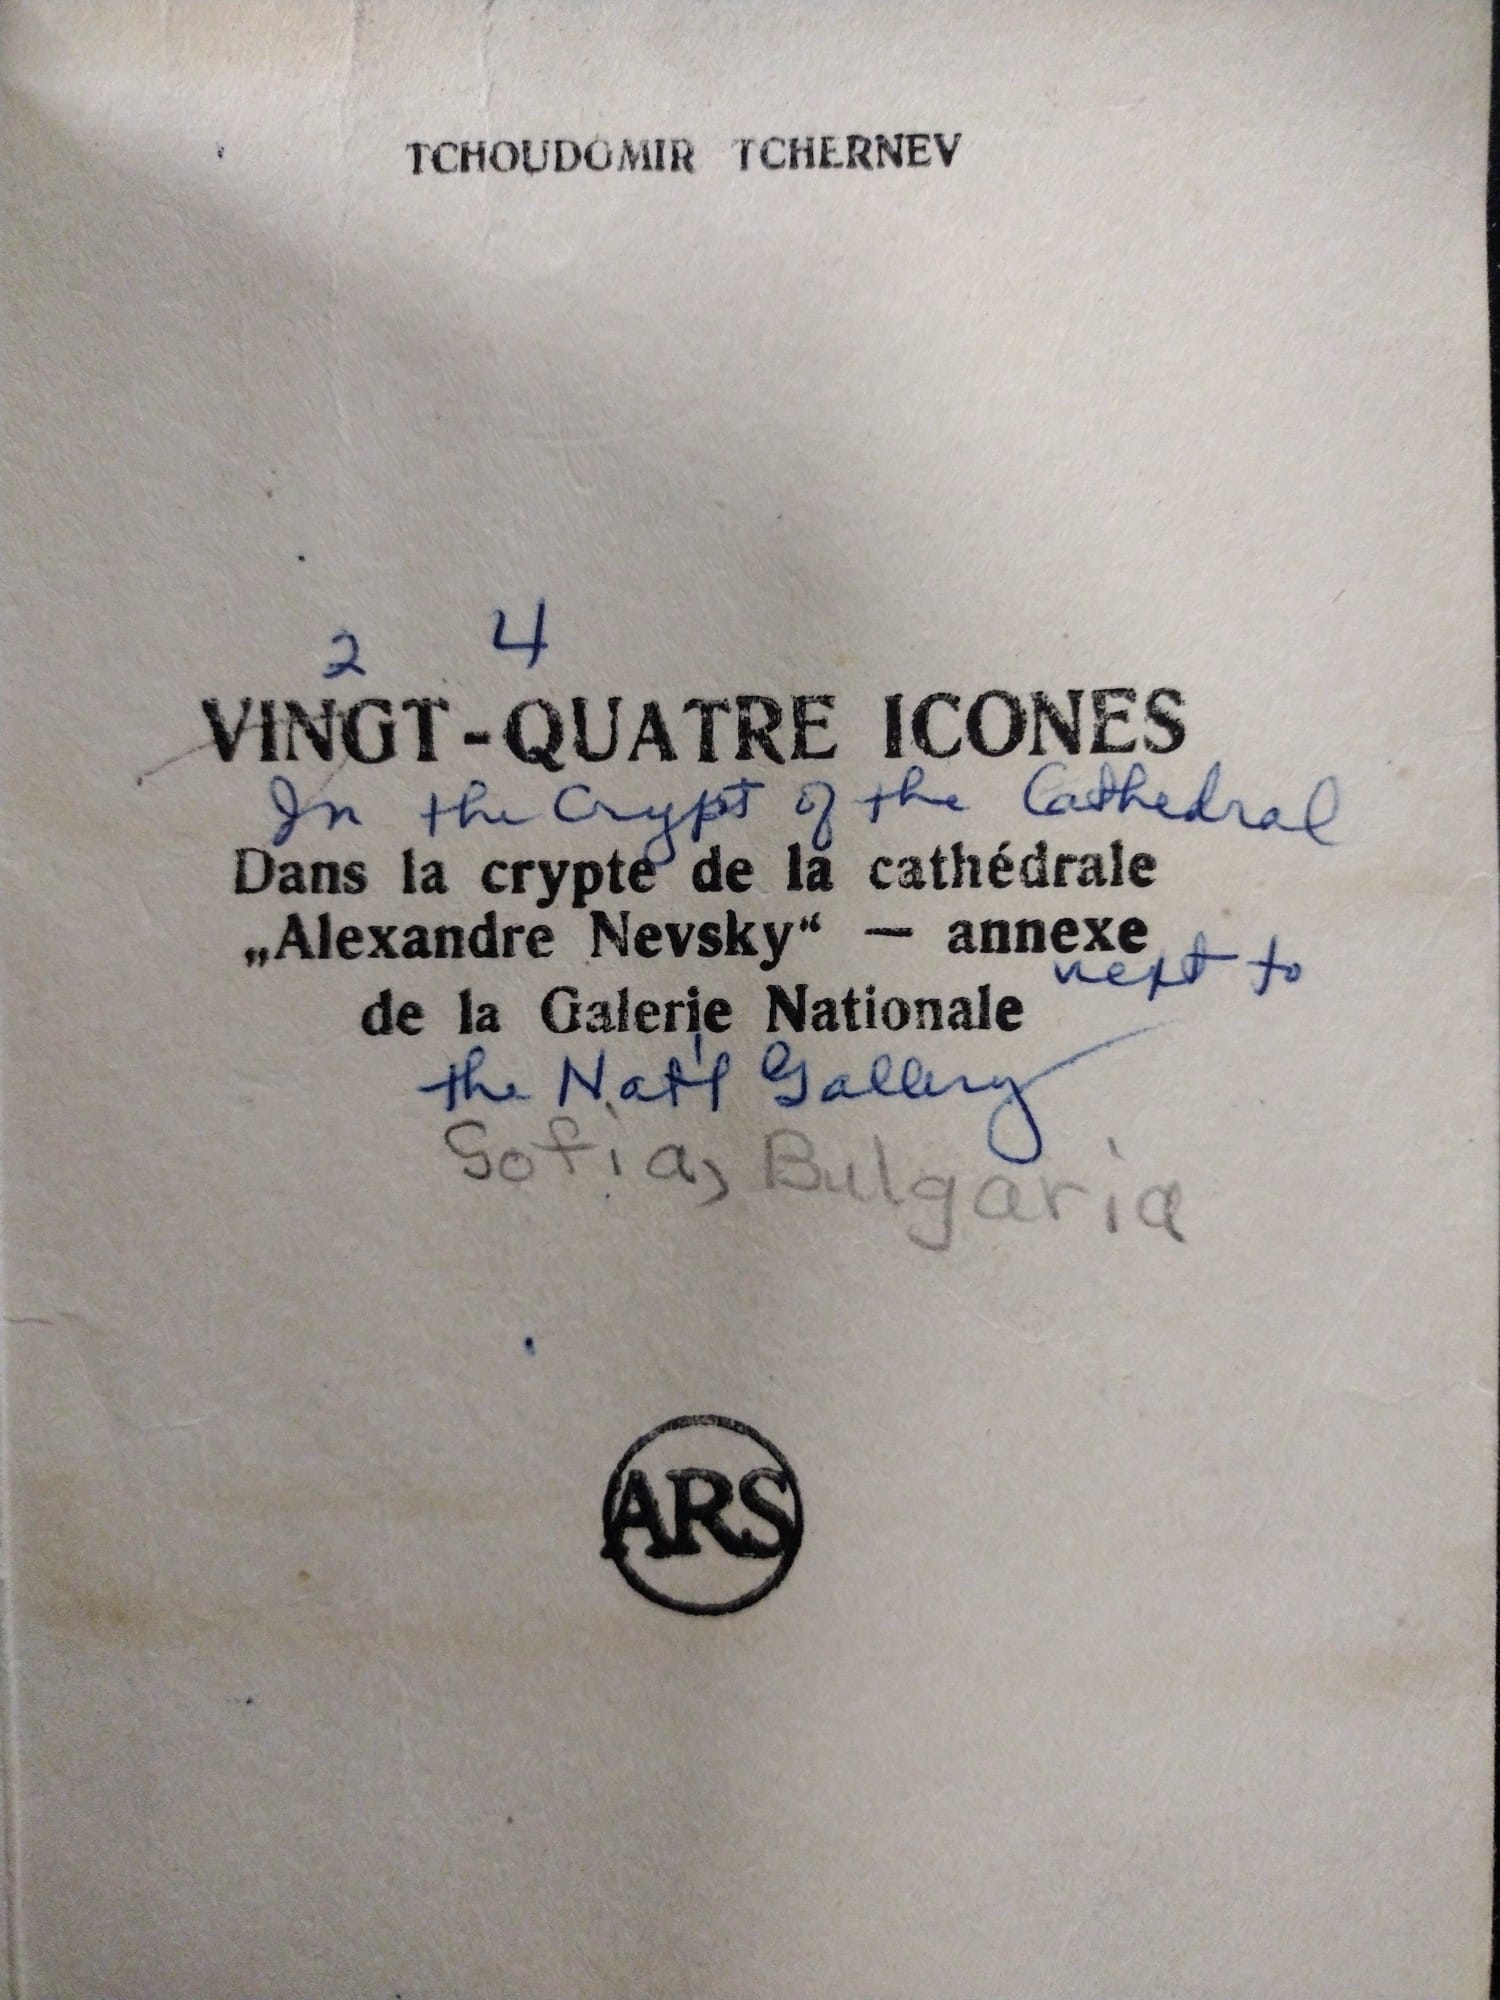 TCHOUDOMIR TCHERNEV
2 4
VINGT-QUATRE ICONES
In the Crypt of the Cathedral
Dans la crypte de la cathédrale
„Alexandre Nevsky“ — annexe
next to
de la Galerie Nationale
the Nat'l Gallery
Sofia, Bulgaria
ARS